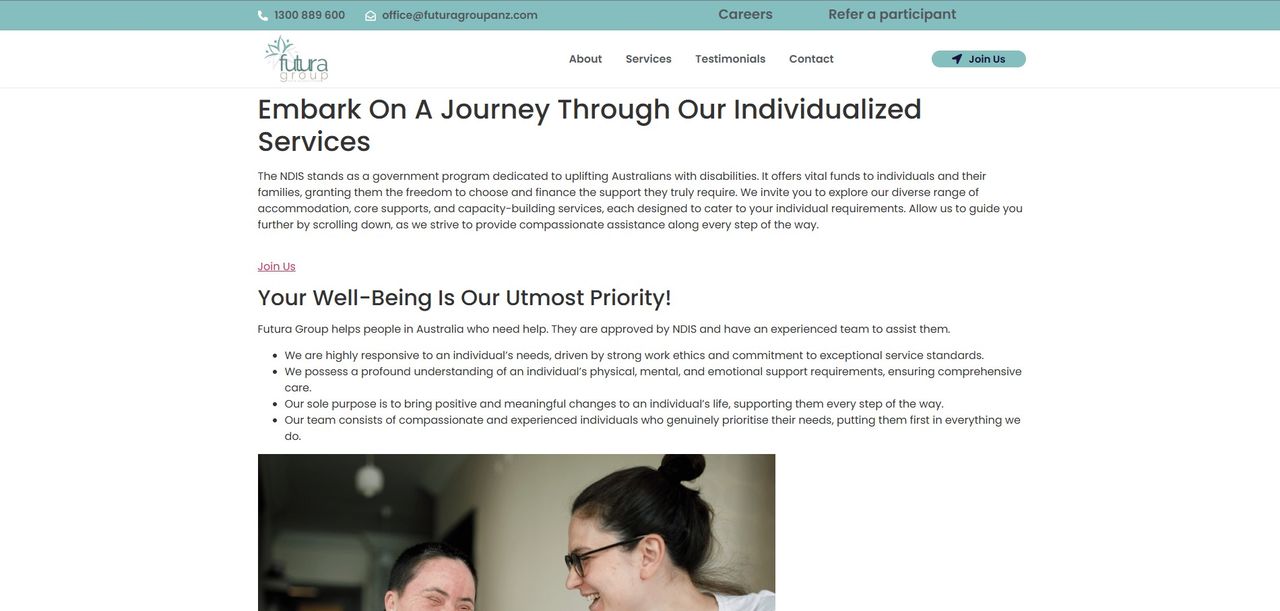 1300 889 600 office@futuragroupanz.com Careers Refer a participant
futura
group
About Services Testimonials Contact Join Us
Embark On A Journey Through Our Individualized
Services
The NDIS stands as a government program dedicated to uplifting Australians with disabilities. It offers vital funds to individuals and their
families, granting them the freedom to choose and finance the support they truly require. We invite you to explore our diverse range of
accommodation, core supports, and capacity-building services, each designed to cater to your individual requirements. Allow us to guide you
further by scrolling down, as we strive to provide compassionate assistance along every step of the way.
Join Us
Your Well-Being Is Our Utmost Priority!
Futura Group helps people in Australia who need help. They are approved by NDIS and have an experienced team to assist them.
• We are highly responsive to an individual’s needs, driven by strong work ethics and commitment to exceptional service standards.
• We possess a profound understanding of an individual’s physical, mental, and emotional support requirements, ensuring comprehensive
care.
• Our sole purpose is to bring positive and meaningful changes to an individual’s life, supporting them every step of the way.
• Our team consists of compassionate and experienced individuals who genuinely prioritise their needs, putting them first in everything we
do.